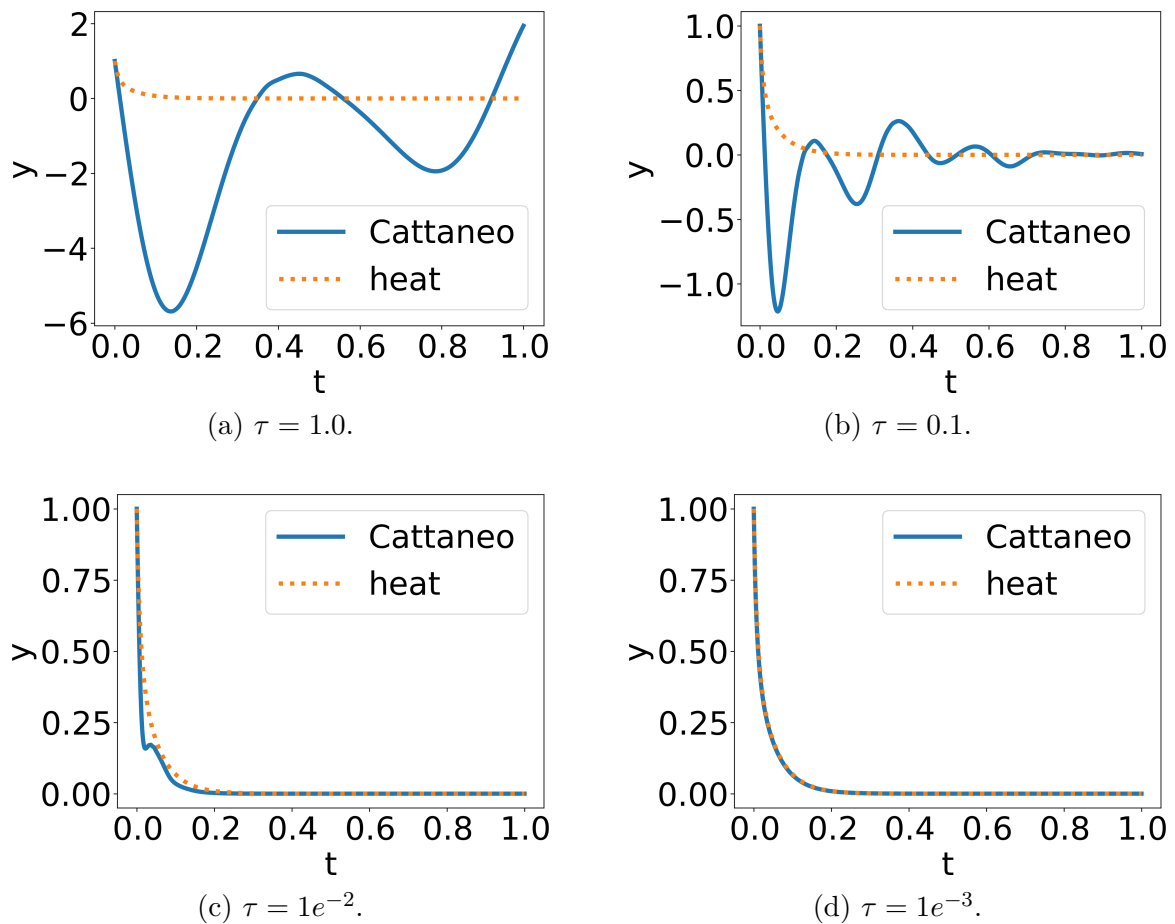 2
0
−2
−4
−6
y
Cattaneo
heat
0.0 0.2 0.4 0.6 0.8 1.0
t
(a) τ = 1.0.
1.0
0.5
0.0
−0.5
−1.0
y
Cattaneo
heat
0.0 0.2 0.4 0.6 0.8 1.0
t
(b) τ = 0.1.
1.00
0.75
0.50
0.25
0.00
y
Cattaneo
heat
0.0 0.2 0.4 0.6 0.8 1.0
t
(c) τ = 1e⁻².
1.00
0.75
0.50
0.25
0.00
y
Cattaneo
heat
0.0 0.2 0.4 0.6 0.8 1.0
t
(d) τ = 1e⁻³.